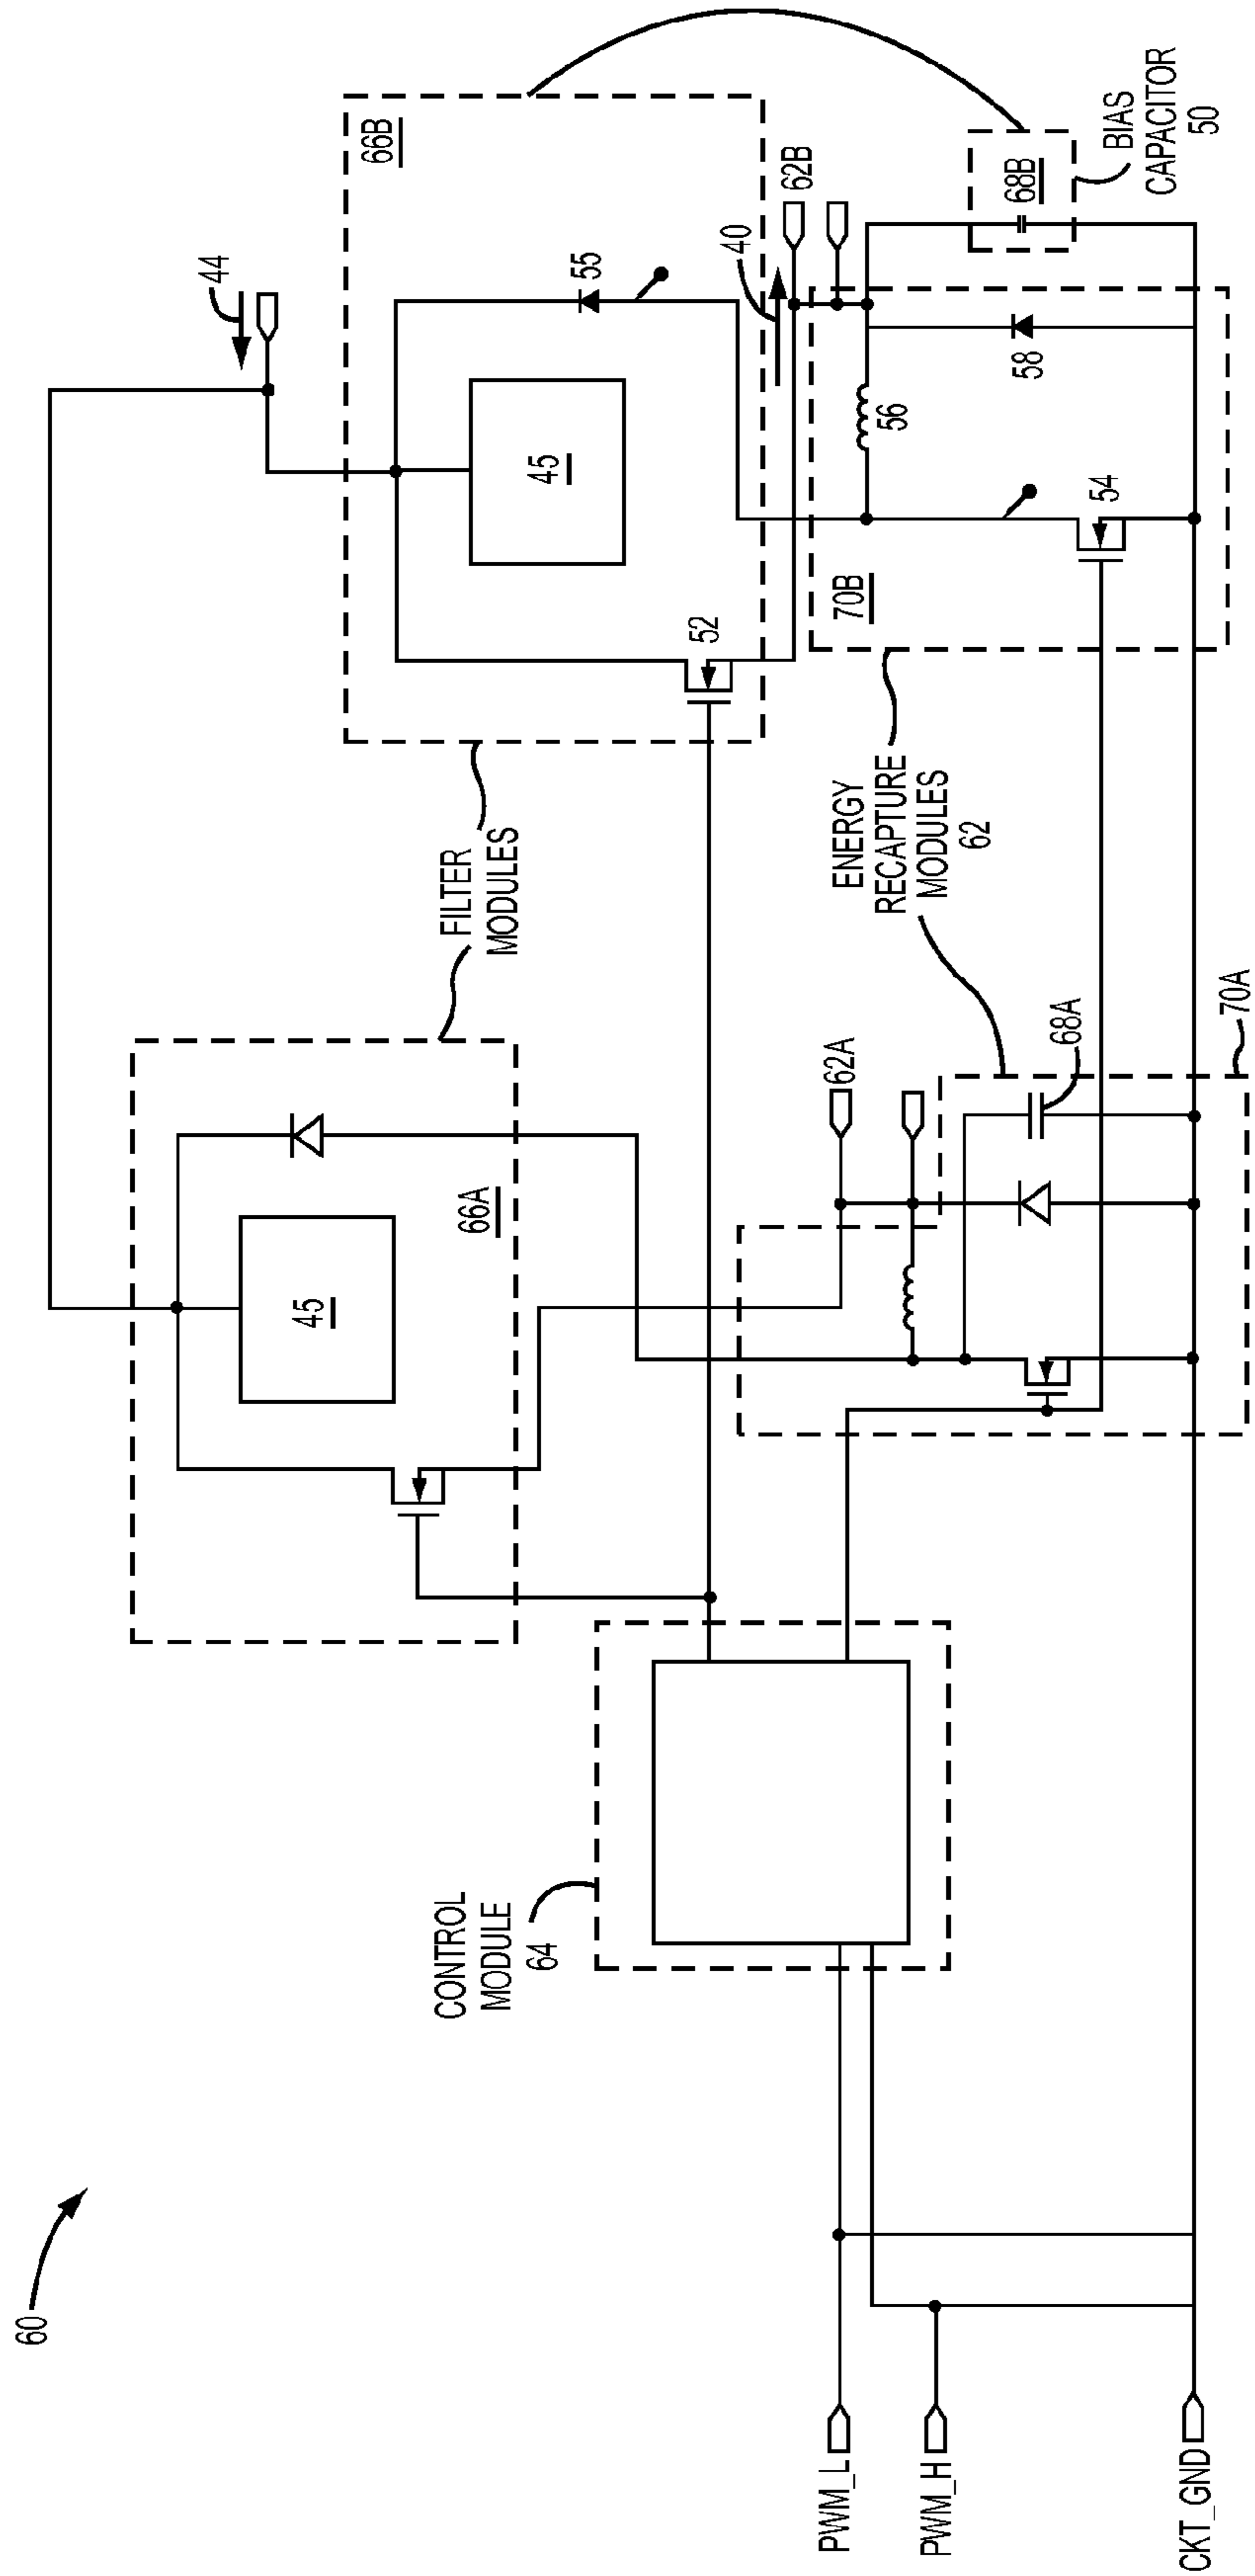 60
44
66B
55
45
52
40
62B
68B
BIAS
CAPACITOR
50
56
58
54
70B
FILTER
MODULES
ENERGY
RECAPTURE
MODULES
62
66A
45
62A
68A
70A
CONTROL
MODULE
64
PWM_L
PWM_H
CKT_GND